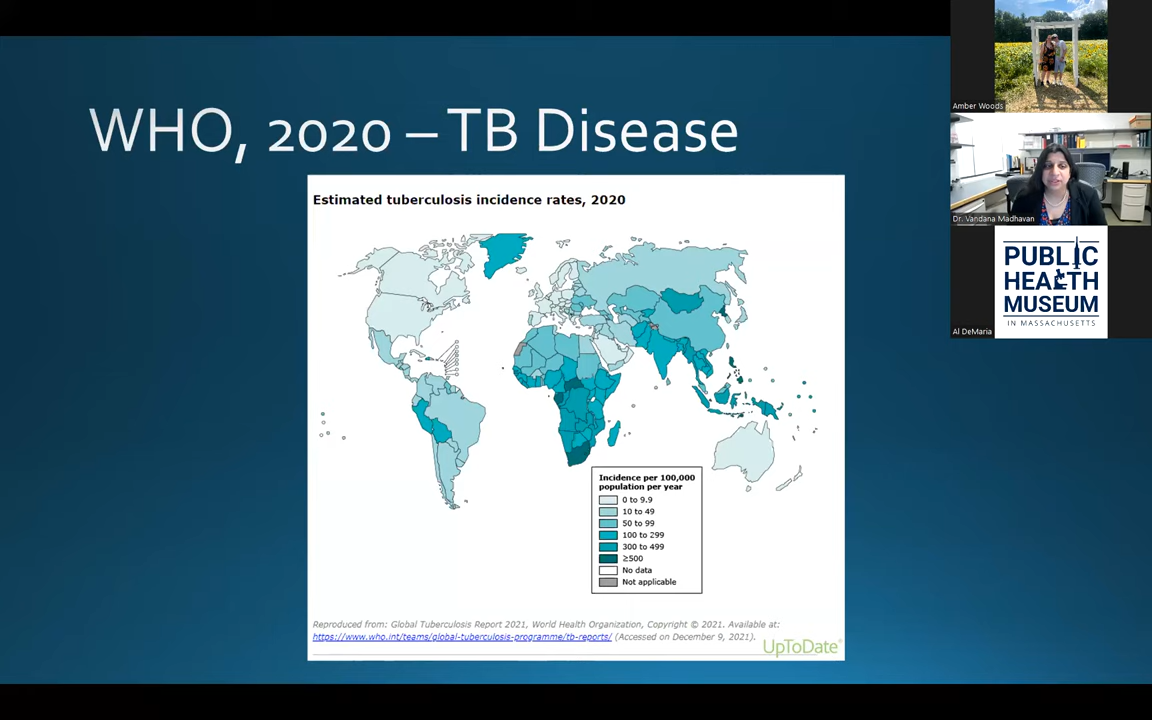 WHO, 2020 – TB Disease
Estimated tuberculosis incidence rates, 2020
Incidence per 100,000
population per year
0 to 9.9
10 to 49
50 to 99
100 to 299
300 to 499
≥500
No data
Not applicable
Reproduced from: Global Tuberculosis Report 2021, World Health Organization, Copyright © 2021. Available at:
https://www.who.int/teams/global-tuberculosis-programme/tb-reports/ (Accessed on December 9, 2021).
UpToDate®
Amber Woods
Dr. Vandana Madhavan
PUBLIC
HEALTH
MUSEUM
IN MASSACHUSETTS
Al DeMaria